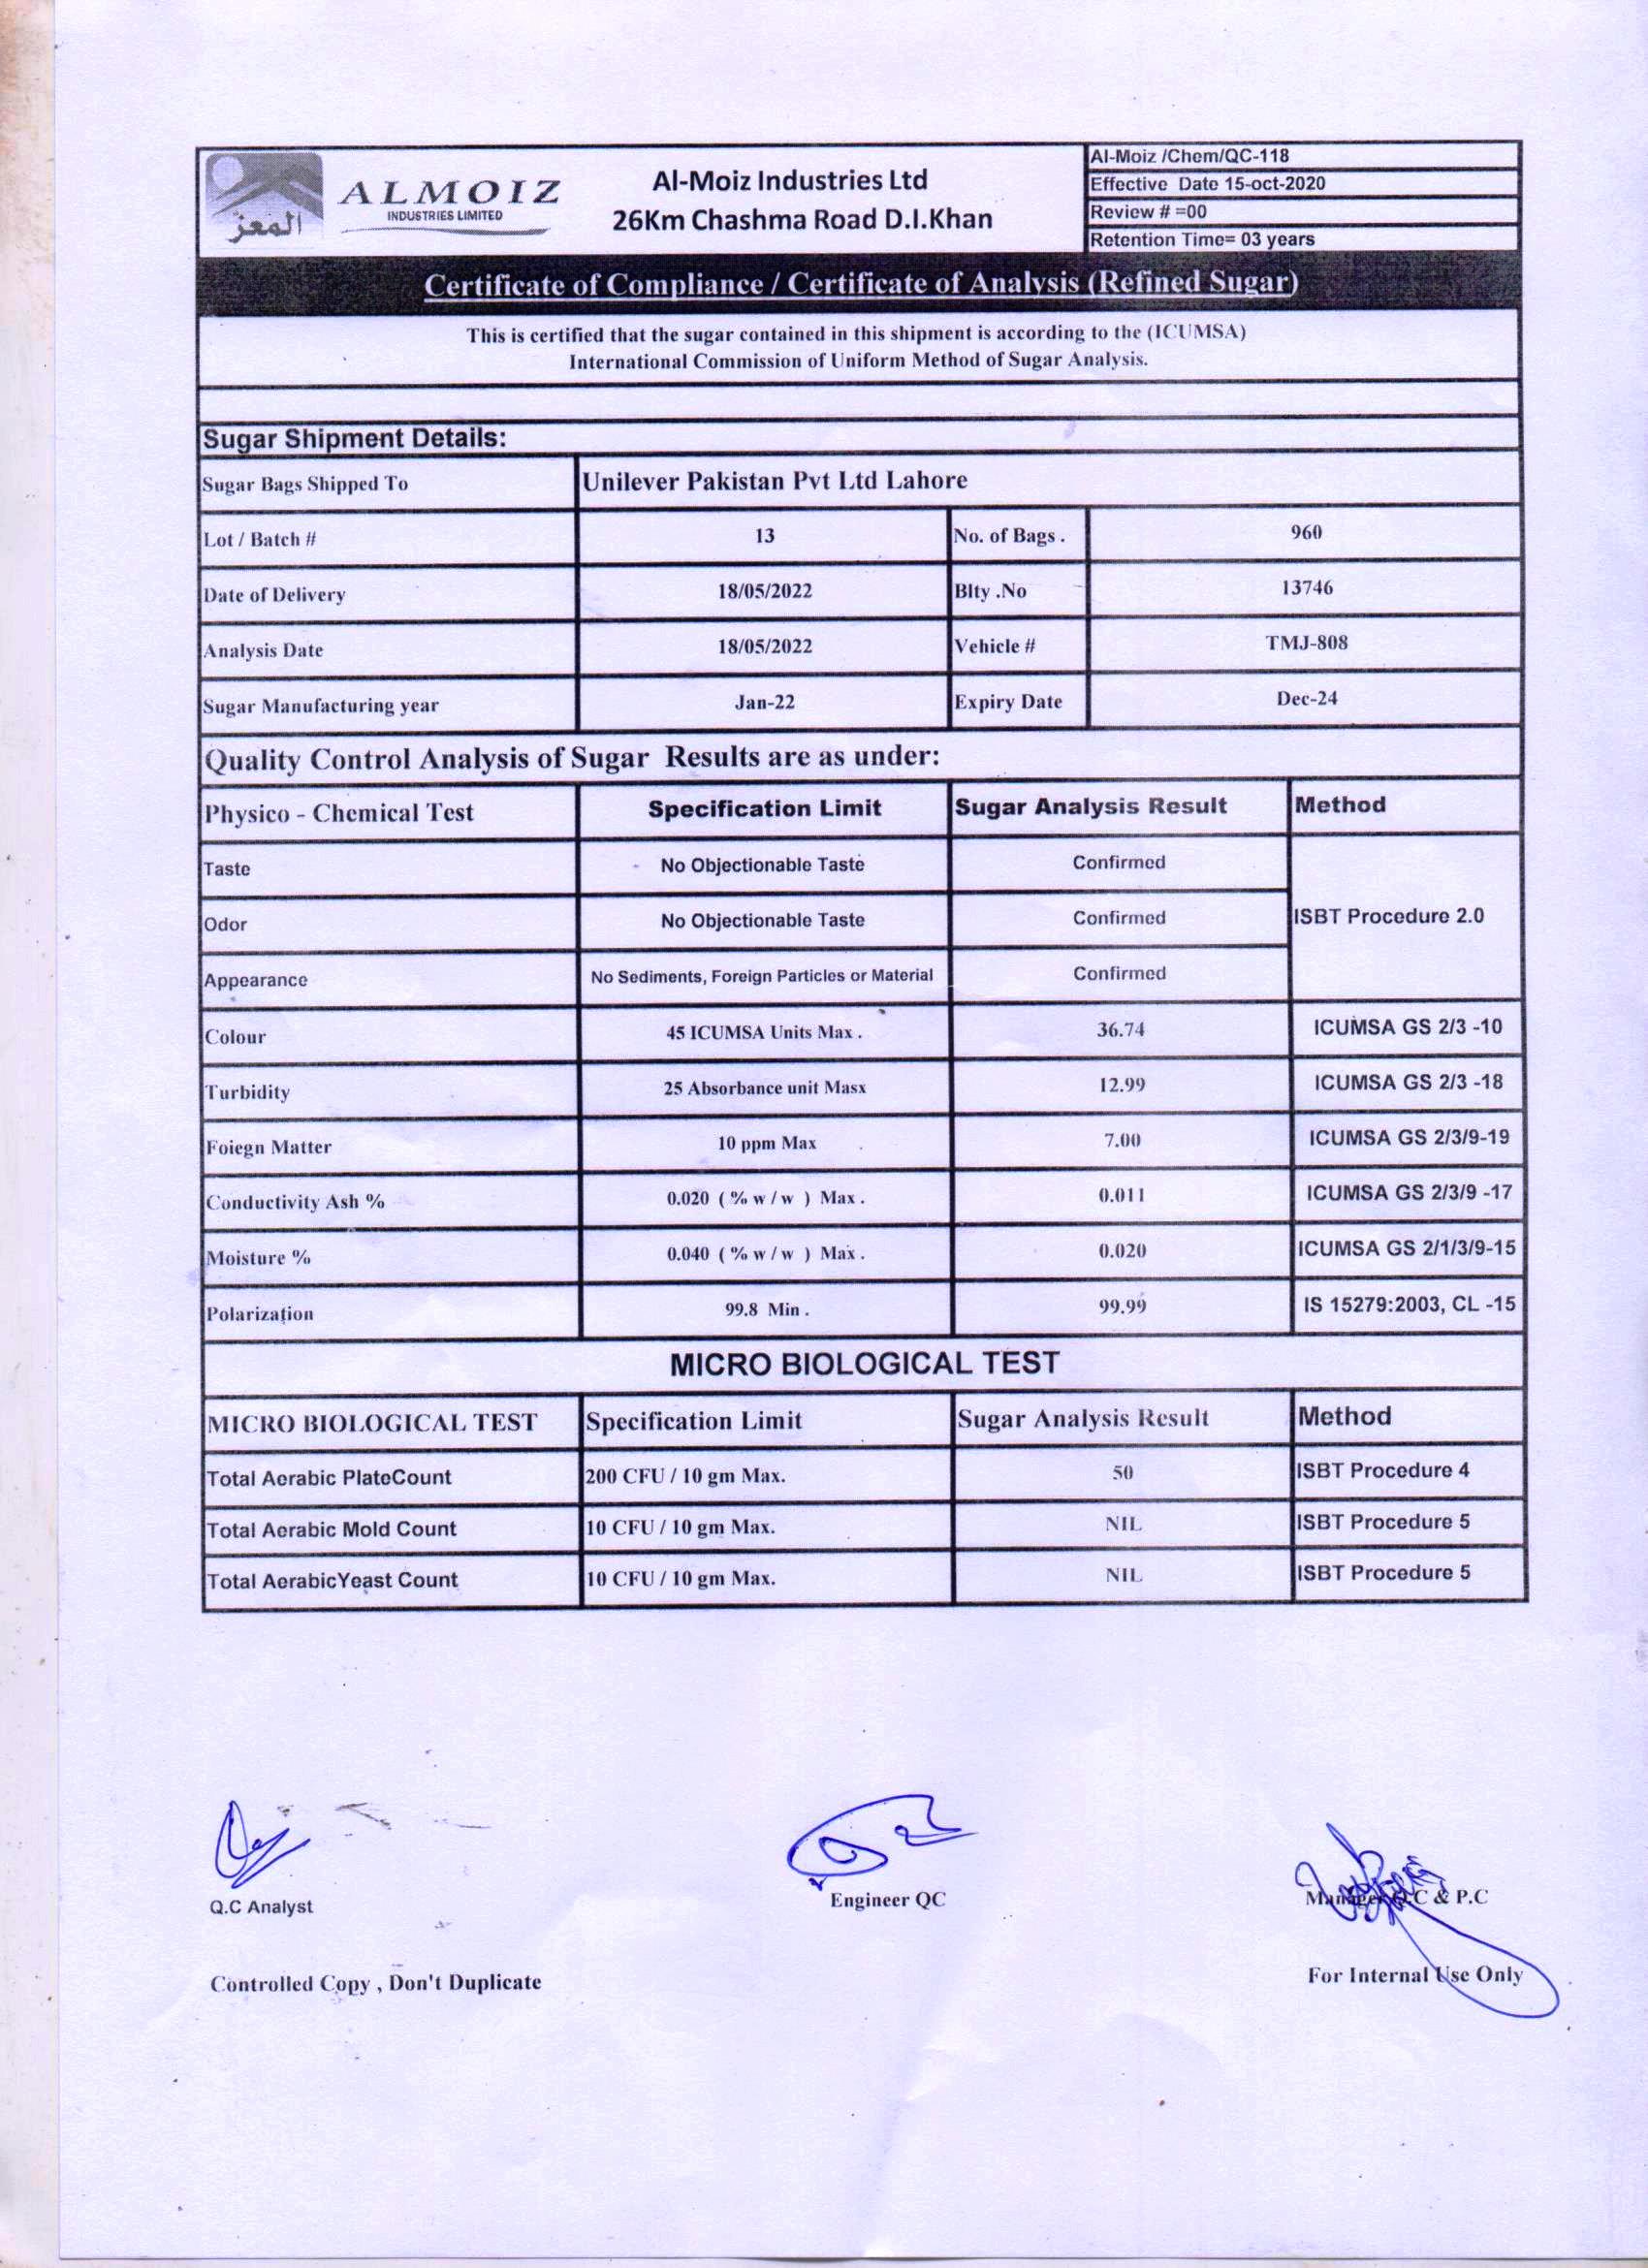 المعز
ALMOIZ
INDUSTRIES LIMITED
Al-Moiz Industries Ltd
26Km Chashma Road D.I.Khan
Al-Moiz /Chem/QC-118
Effective Date 15-oct-2020
Review # =00
Retention Time= 03 years
Certificate of Compliance / Certificate of Analysis (Refined Sugar)
This is certified that the sugar contained in this shipment is according to the (ICUMSA)
International Commission of Uniform Method of Sugar Analysis.
Sugar Shipment Details:
Sugar Bags Shipped To Unilever Pakistan Pvt Ltd Lahore
Lot / Batch # 13 No. of Bags . 960
Date of Delivery 18/05/2022 Blty .No 13746
Analysis Date 18/05/2022 Vehicle # TMJ-808
Sugar Manufacturing year Jan-22 Expiry Date Dec-24
Quality Control Analysis of Sugar Results are as under:
Physico - Chemical Test Specification Limit Sugar Analysis Result Method
Taste No Objectionable Taste Confirmed
Odor No Objectionable Taste Confirmed ISBT Procedure 2.0
Appearance No Sediments, Foreign Particles or Material Confirmed
Colour 45 ICUMSA Units Max . 36.74 ICUMSA GS 2/3 -10
Turbidity 25 Absorbance unit Masx 12.99 ICUMSA GS 2/3 -18
Foiegn Matter 10 ppm Max 7.00 ICUMSA GS 2/3/9-19
Conductivity Ash % 0.020 ( % w / w ) Max . 0.011 ICUMSA GS 2/3/9 -17
Moisture % 0.040 ( % w / w ) Max . 0.020 ICUMSA GS 2/1/3/9-15
Polarization 99.8 Min . 99.99 IS 15279:2003, CL -15
MICRO BIOLOGICAL TEST
MICRO BIOLOGICAL TEST Specification Limit Sugar Analysis Result Method
Total Aerabic PlateCount 200 CFU / 10 gm Max. 50 ISBT Procedure 4
Total Aerabic Mold Count 10 CFU / 10 gm Max. NIL ISBT Procedure 5
Total AerabicYeast Count 10 CFU / 10 gm Max. NIL ISBT Procedure 5
Q.C Analyst Engineer QC Manager Q.C & P.C
Controlled Copy , Don't Duplicate For Internal Use Only